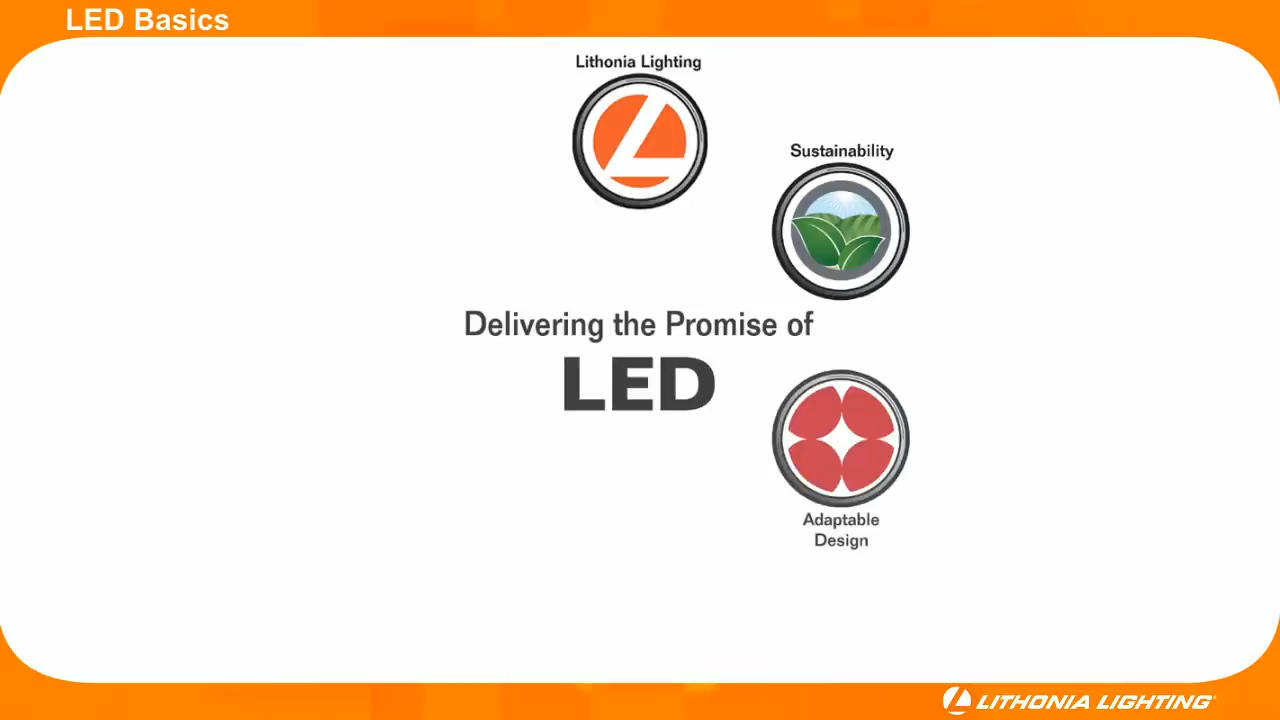 LED Basics
Lithonia Lighting
Sustainability
Delivering the Promise of
LED
Adaptable
Design
LITHONIA LIGHTING®